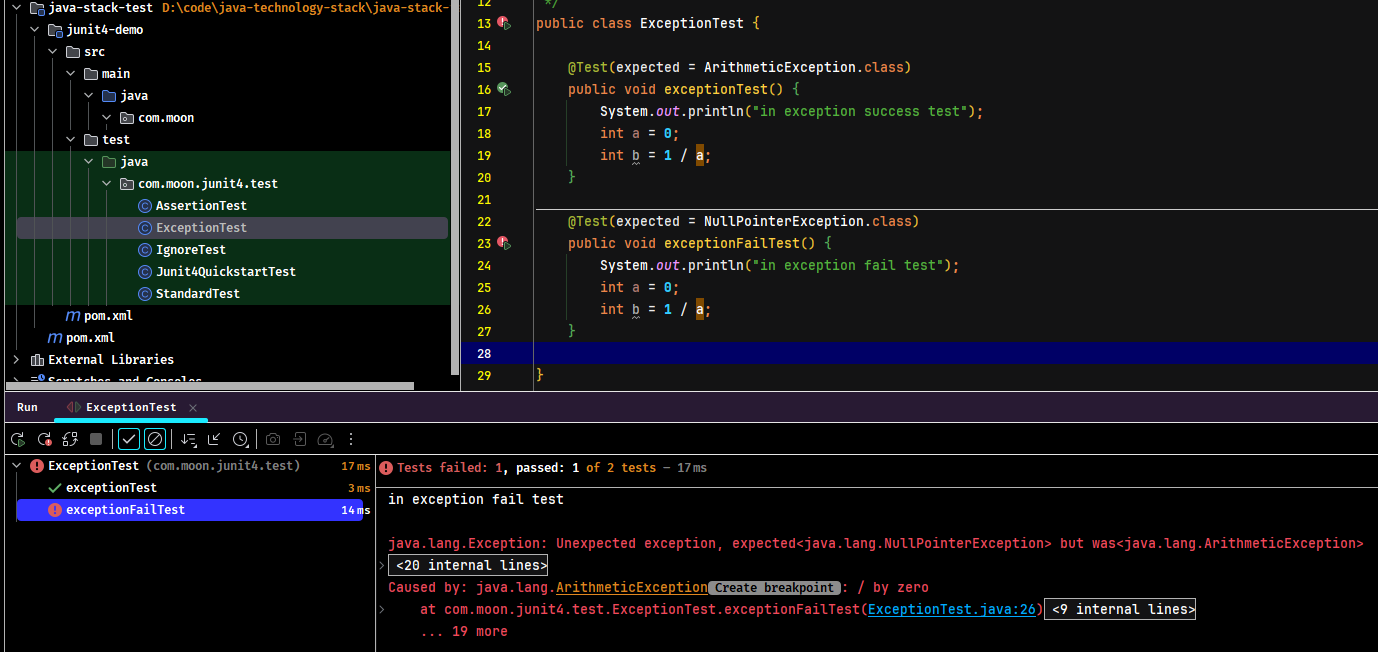 java-stack-test D:\code\java-technology-stack\java-stack-
junit4-demo
src
main
java
com.moon
test
java
com.moon.junit4.test
AssertionTest
ExceptionTest
IgnoreTest
Junit4QuickstartTest
StandardTest
pom.xml
pom.xml
External Libraries
Scratches and Consoles
12 */
13 public class ExceptionTest {
14
15 @Test(expected = ArithmeticException.class)
16 public void exceptionTest() {
17 System.out.println("in exception success test");
18 int a = 0;
19 int b = 1 / a;
20 }
21
22 @Test(expected = NullPointerException.class)
23 public void exceptionFailTest() {
24 System.out.println("in exception fail test");
25 int a = 0;
26 int b = 1 / a;
27 }
28
29 }
Run ExceptionTest
ExceptionTest (com.moon.junit4.test) 17 ms
exceptionTest 3 ms
exceptionFailTest 14 ms
Tests failed: 1, passed: 1 of 2 tests – 17 ms
in exception fail test
java.lang.Exception: Unexpected exception, expected<java.lang.NullPointerException> but was<java.lang.ArithmeticException>
<20 internal lines>
Caused by: java.lang.ArithmeticException Create breakpoint : / by zero
at com.moon.junit4.test.ExceptionTest.exceptionFailTest(ExceptionTest.java:26) <9 internal lines>
... 19 more